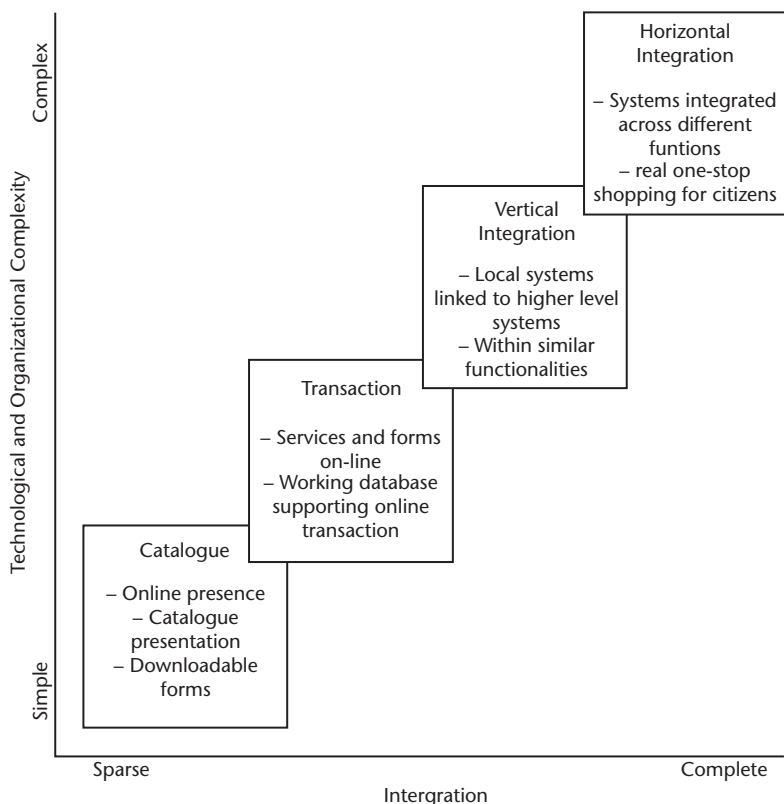 Technological and Organizational Complexity
Complex
Simple
Horizontal
Integration
– Systems integrated
across different
funtions
– real one-stop
shopping for citizens
Vertical
Integration
– Local systems
linked to higher level
systems
– Within similar
functionalities
Transaction
– Services and forms
on-line
– Working database
supporting online
transaction
Catalogue
– Online presence
– Catalogue
presentation
– Downloadable
forms
Sparse
Complete
Intergration